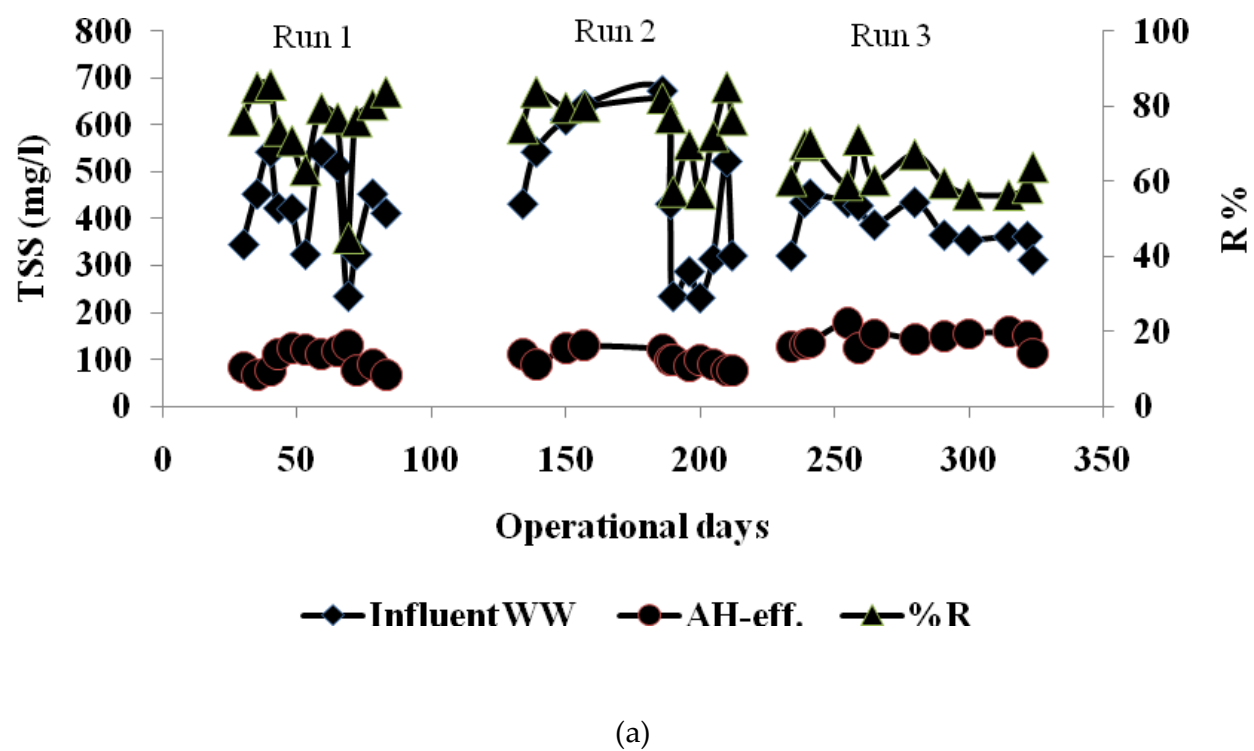 Run 1 Run 2 Run 3
800 100
700
600 80
500
400 60
300 40
200 20
100
0 0
TSS (mg/l)
R %
0 50 100 150 200 250 300 350
Operational days
Influent WW AH-eff. %R
(a)